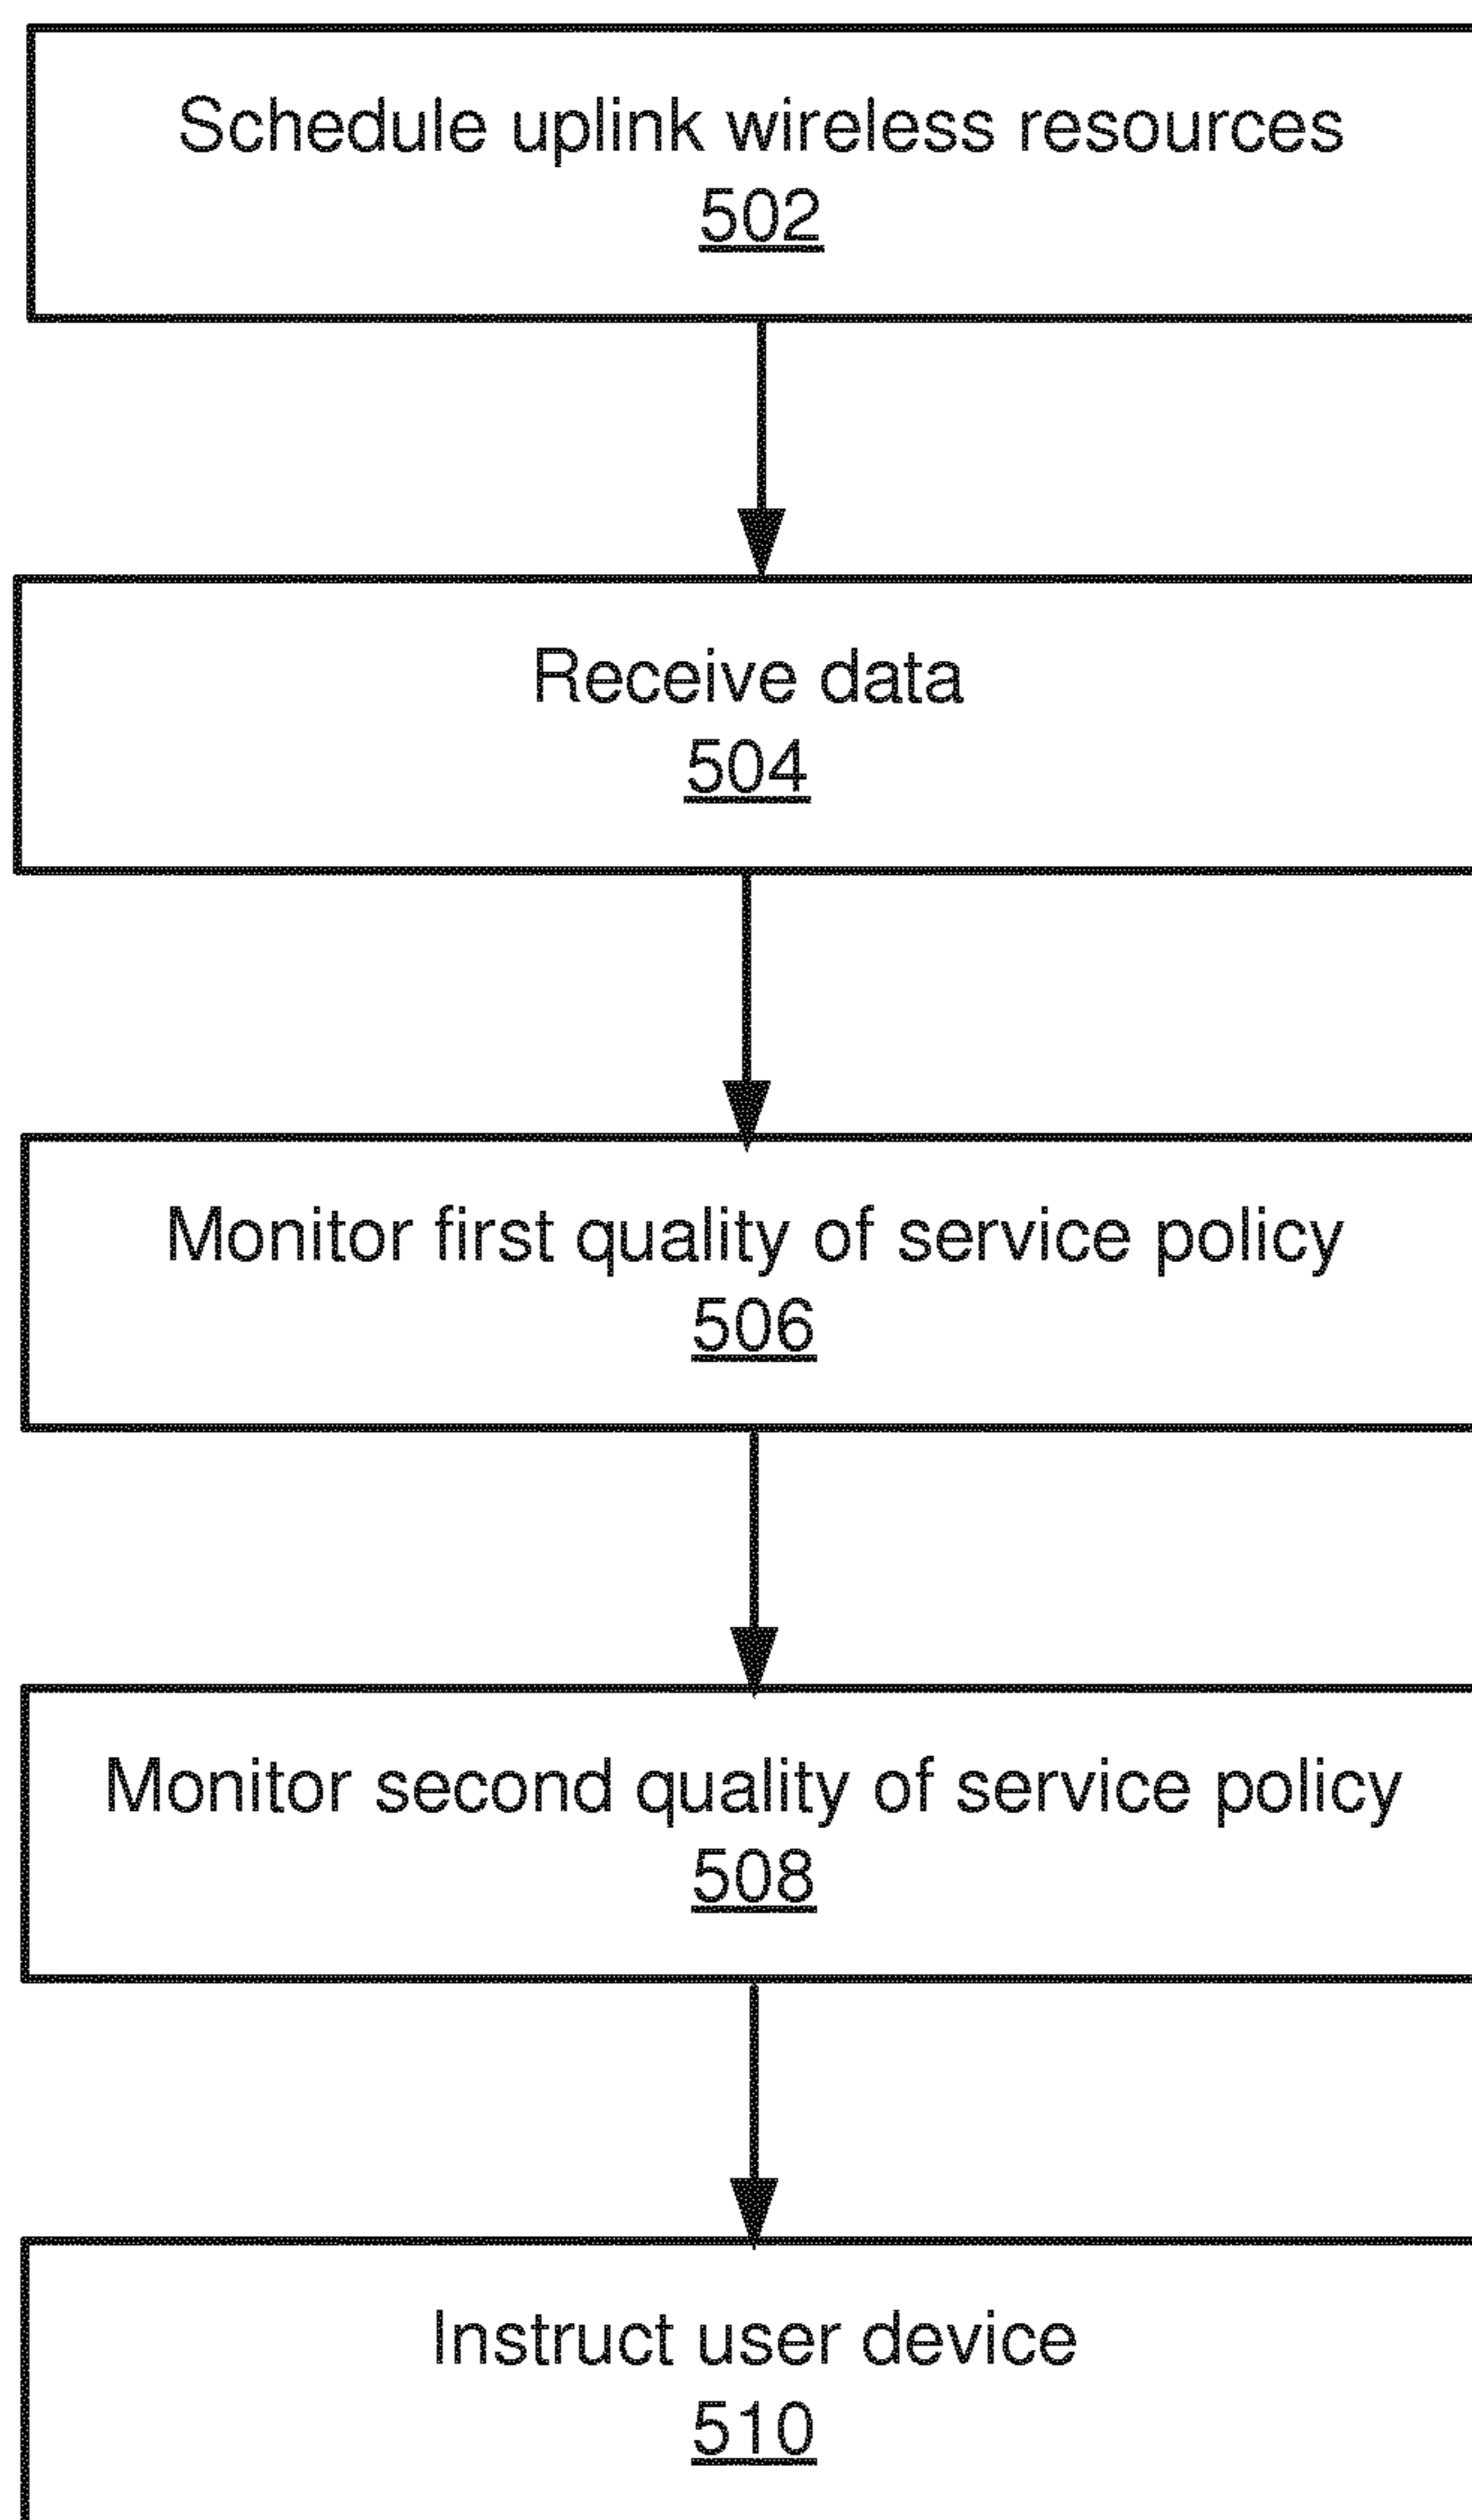 Schedule uplink wireless resources
502
Receive data
504
Monitor first quality of service policy
506
Monitor second quality of service policy
508
Instruct user device
510